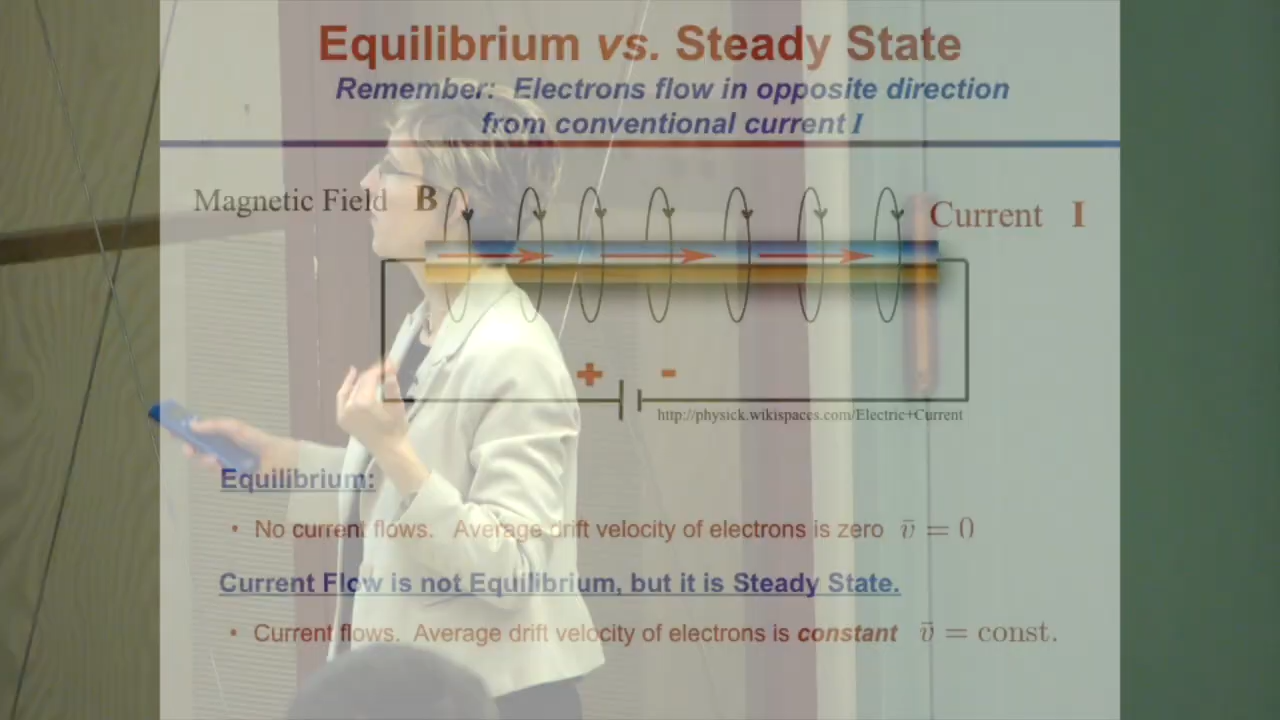 Equilibrium vs. Steady State
Remember: Electrons flow in opposite direction
from conventional current I
Magnetic Field B
Current I
+ -
http://physick.wikispaces.com/Electric+Current
Equilibrium:
• No current flows. Average drift velocity of electrons is zero v̄ = 0
Current Flow is not Equilibrium, but it is Steady State.
• Current flows. Average drift velocity of electrons is constant v̄ = const.